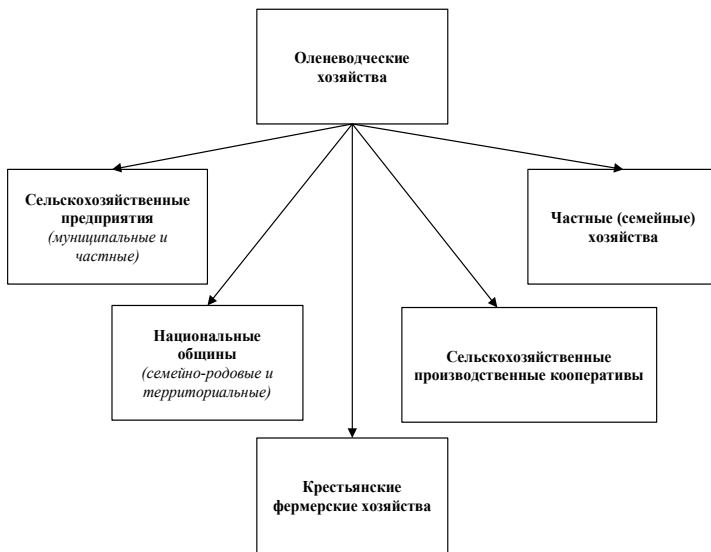 Оленеводческие
хозяйства
Сельскохозяйственные
предприятия
(муниципальные и
частные)
Частные (семейные)
хозяйства
Национальные
общины
(семейно-родовые и
территориальные)
Сельскохозяйственные
производственные кооперативы
Крестьянские
фермерские хозяйства